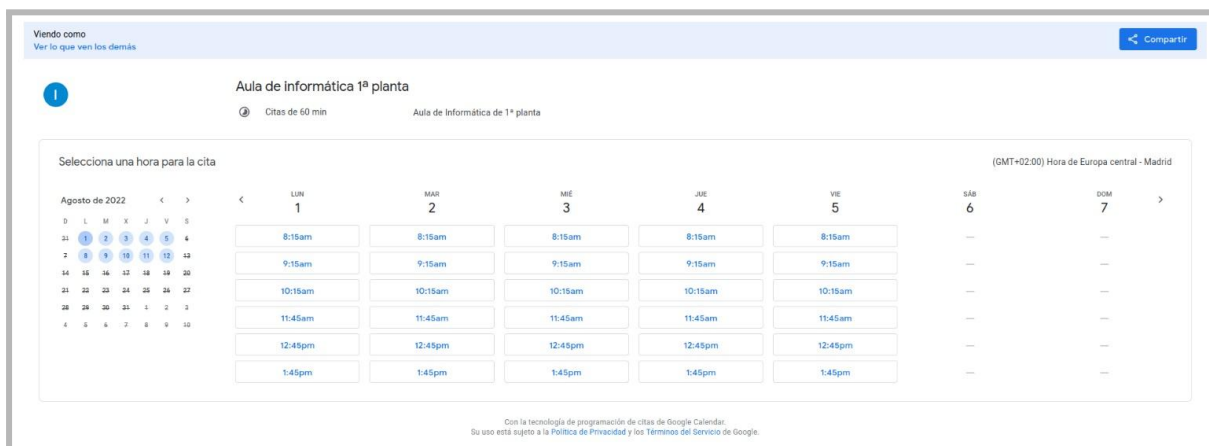 Viendo como
Ver lo que ven los demás
Compartir
I
Aula de informática 1ª planta
Citas de 60 min
Aula de Informática de 1ª planta
Selecciona una hora para la cita
(GMT+02:00) Hora de Europa central - Madrid
Agosto de 2022 < >
D L M X J V S
31 1 2 3 4 5 6
7 8 9 10 11 12 13
14 15 16 17 18 19 20
21 22 23 24 25 26 27
28 29 30 31 1 2 3
4 5 6 7 8 9 10
< LUN MAR MIÉ JUE VIE SÁB DOM >
1 2 3 4 5 6 7
8:15am 8:15am 8:15am 8:15am 8:15am — —
9:15am 9:15am 9:15am 9:15am 9:15am — —
10:15am 10:15am 10:15am 10:15am 10:15am — —
11:45am 11:45am 11:45am 11:45am 11:45am — —
12:45pm 12:45pm 12:45pm 12:45pm 12:45pm — —
1:45pm 1:45pm 1:45pm 1:45pm 1:45pm — —
Con la tecnología de programación de citas de Google Calendar.
Su uso está sujeto a la Política de Privacidad y los Términos del Servicio de Google.